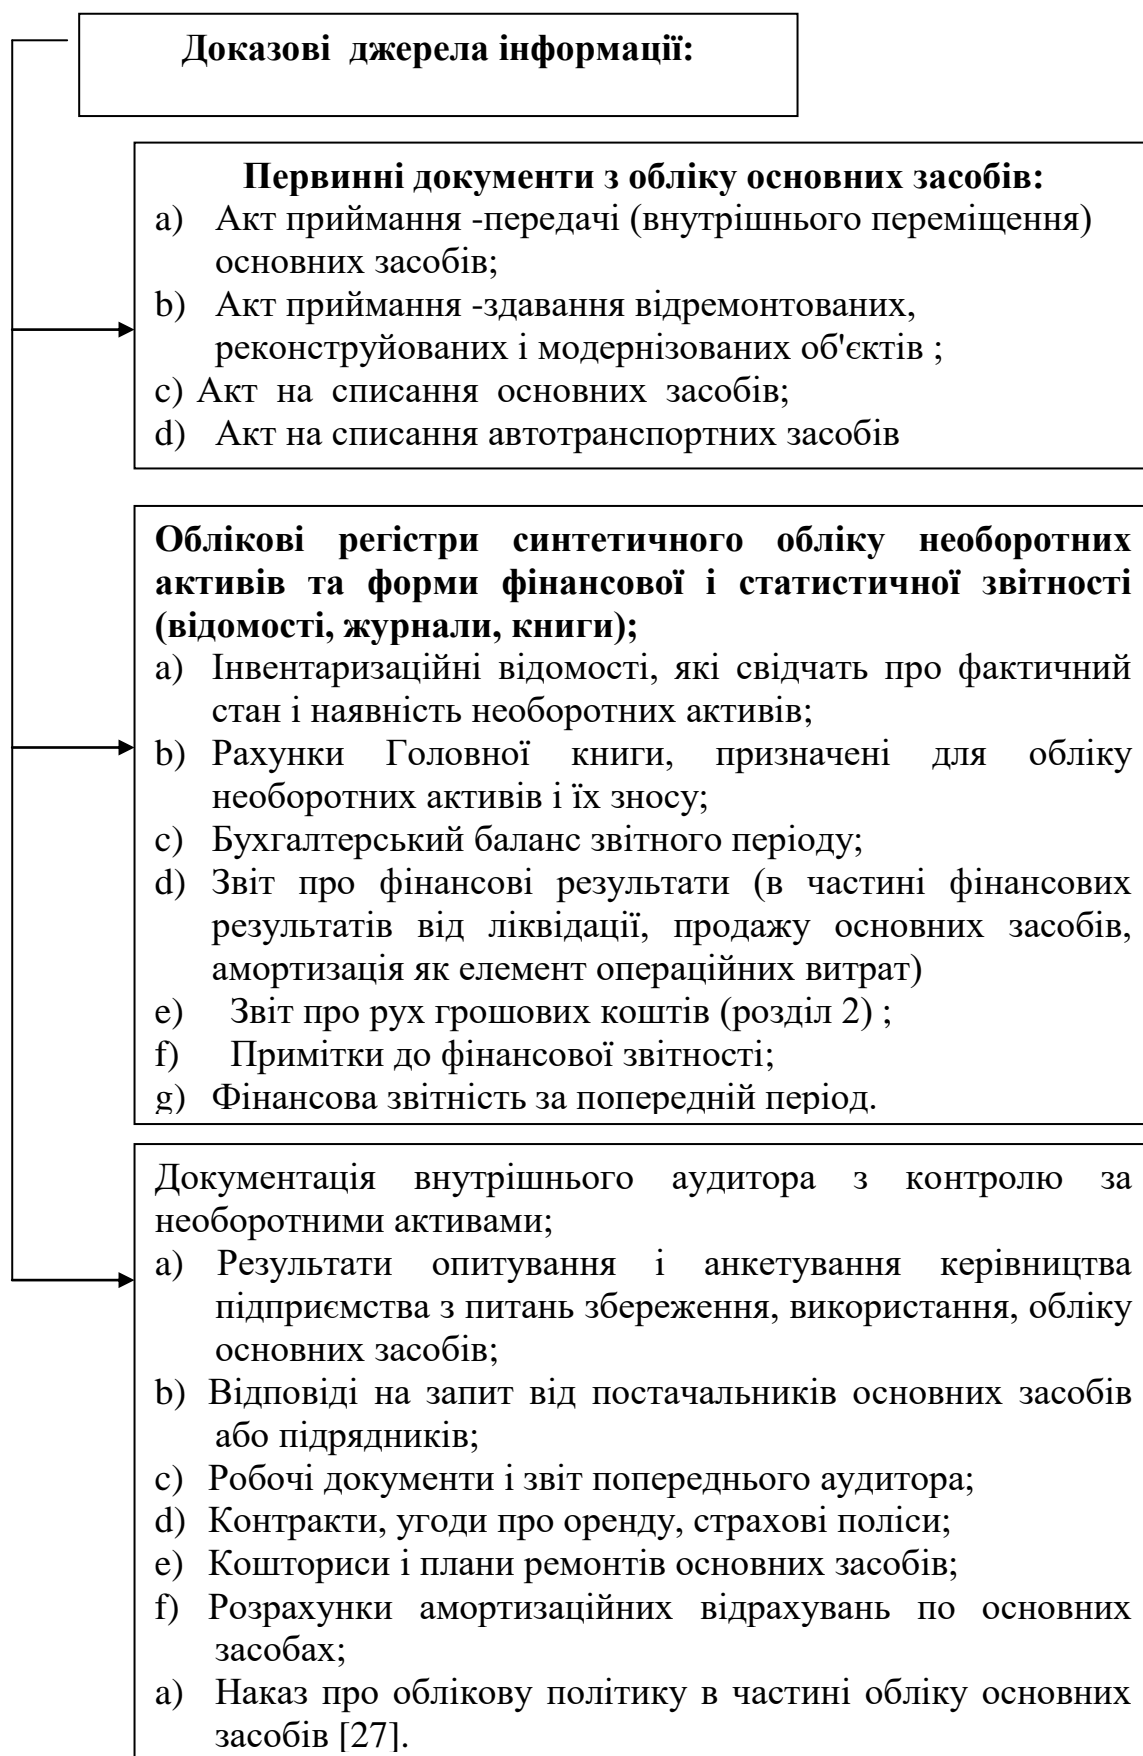 Доказові джерела інформації:
Первинні документи з обліку основних засобів:
a) Акт приймання -передачі (внутрішнього переміщення)
основних засобів;
b) Акт приймання -здавання відремонтованих,
реконструйованих і модернізованих об'єктів ;
c) Акт на списання основних засобів;
d) Акт на списання автотранспортних засобів
Облікові регістри синтетичного обліку необоротних
активів та форми фінансової і статистичної звітності
(відомості, журнали, книги);
a) Інвентаризаційні відомості, які свідчать про фактичний
стан і наявність необоротних активів;
b) Рахунки Головної книги, призначені для обліку
необоротних активів і їх зносу;
c) Бухгалтерський баланс звітного періоду;
d) Звіт про фінансові результати (в частині фінансових
результатів від ліквідації, продажу основних засобів,
амортизація як елемент операційних витрат)
e) Звіт про рух грошових коштів (розділ 2) ;
f) Примітки до фінансової звітності;
g) Фінансова звітність за попередній період.
Документація внутрішнього аудитора з контролю за
необоротними активами;
a) Результати опитування і анкетування керівництва
підприємства з питань збереження, використання, обліку
основних засобів;
b) Відповіді на запит від постачальників основних засобів
або підрядників;
c) Робочі документи і звіт попереднього аудитора;
d) Контракти, угоди про оренду, страхові поліси;
e) Кошториси і плани ремонтів основних засобів;
f) Розрахунки амортизаційних відрахувань по основних
засобах;
a) Наказ про облікову політику в частині обліку основних
засобів [27].